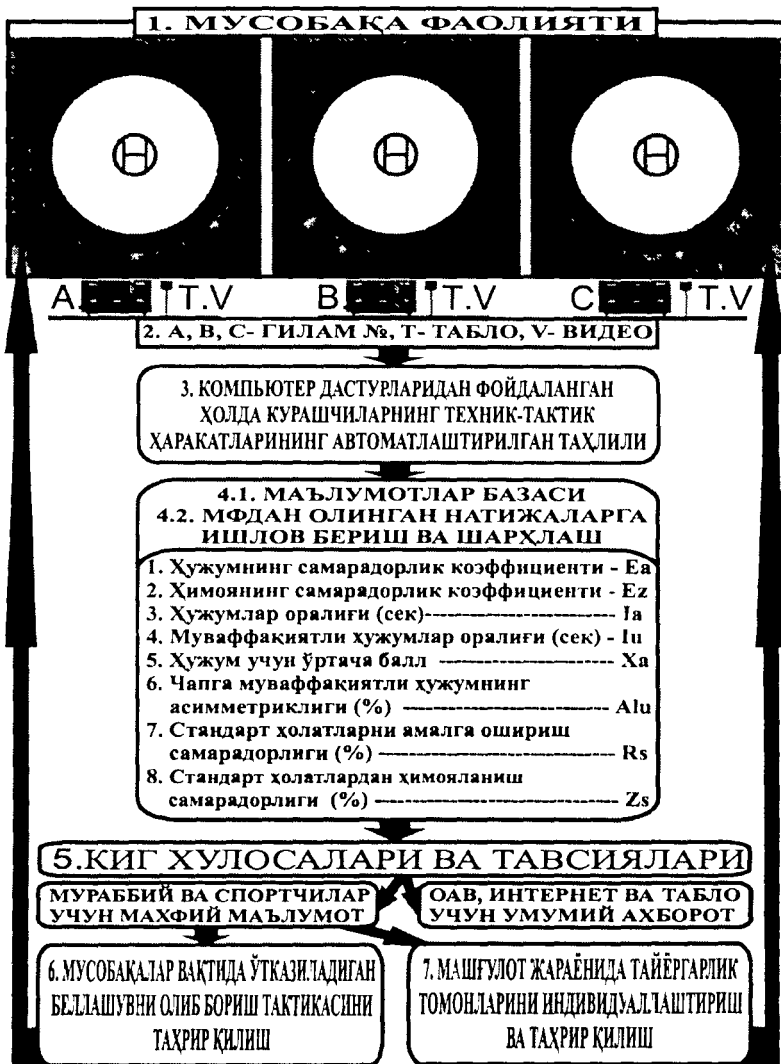 1. МУСОБАҚА ФАОЛИЯТИ
Н Н Н
A. T.V B. T.V C. T.V
2. А, В, С- ГИЛАМ №, Т- ТАБЛО, V- ВИДЕО
3. КОМПЬЮТЕР ДАСТУРЛАРИДАН ФОЙДАЛАНГАН
ҲОЛДА КУРАШЧИЛАРНИНГ ТЕХНИК-ТАКТИК
ҲАРАКАТЛАРИНИНГ АВТОМАТЛАШТИРИЛГАН ТАҲЛИЛИ
4.1. МАЪЛУМОТЛАР БАЗАСИ
4.2. МФДАН ОЛИНГАН НАТИЖАЛАРГА
ИШЛОВ БЕРИШ ВА ШАРҲЛАШ
1. Ҳужумнинг самарадорлик коэффициенти - Ea
2. Ҳимоянинг самарадорлик коэффициенти - Ez
3. Ҳужумлар оралиғи (сек)---------------- Ia
4. Муваффақиятли ҳужумлар оралиғи (сек) - Iu
5. Ҳужум учун ўртача балл ---------------- Xa
6. Чапга муваффақиятли ҳужумнинг
асимметриклиги (%) ---------------- Alu
7. Стандарт ҳолатларни амалга ошириш
самарадорлиги (%) ---------------- Rs
8. Стандарт ҳолатлардан ҳимояланиш
самарадорлиги (%) ---------------- Zs
5.КИГ ХУЛОСАЛАРИ ВА ТАВСИЯЛАРИ
МУРАББИЙ ВА СПОРТЧИЛАР
УЧУН МАХФИЙ МАЪЛУМОТ
ОАВ, ИНТЕРНЕТ ВА ТАБЛО
УЧУН УМУМИЙ АХБОРОТ
6. МУСОБАҚАЛАР ВАҚТИДА ЎТКАЗИЛАДИГАН
БЕЛЛАШУВНИ ОЛИБ БОРИШ ТАКТИКАСИНИ
ТАҲРИР ҚИЛИШ
7. МАШҒУЛОТ ЖАРАЁНИДА ТАЙЁРГАРЛИК
ТОМОНЛАРИНИ ИНДИВИДУАЛЛАШТИРИШ
ВА ТАҲРИР ҚИЛИШ